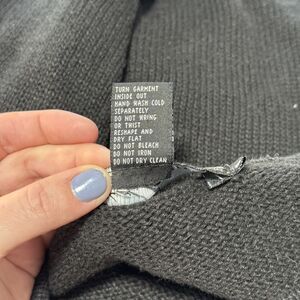 TURN GARMENT
INSIDE OUT
HAND WASH COLD
SEPARATELY
DO NOT WRING
OR TWIST
RESHAPE AND
DRY FLAT
DO NOT BLEACH
DO NOT IRON
DO NOT DRY CLEAN